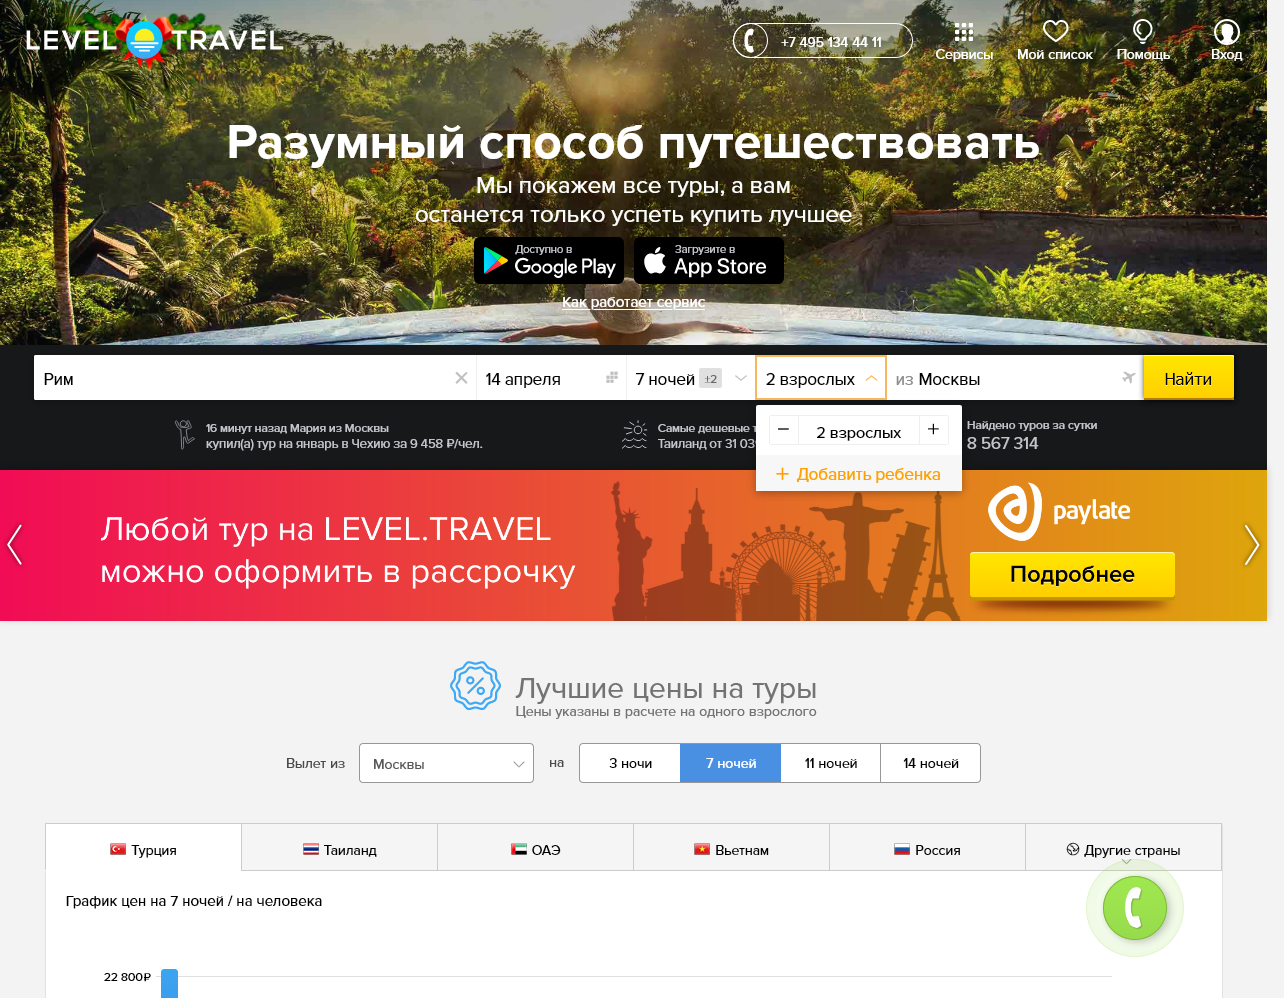 LEVEL TRAVEL
+7 495 134 44 11
Сервисы
Мой список
Помощь
Вход
Разумный способ путешествовать
Мы покажем все туры, а вам
останется только успеть купить лучшее
Доступно в
Google Play
Загрузите в
App Store
Как работает сервис
Рим
14 апреля
7 ночей ±2
2 взрослых
из Москвы
Найти
16 минут назад Мария из Москвы
купил(а) тур на январь в Чехию за 9 458 ₽/чел.
Самые дешевые
Таиланд от 31
Найдено туров за сутки
8 567 314
2 взрослых
Добавить ребенка
Любой тур на LEVEL.TRAVEL
можно оформить в рассрочку
paylate
Подробнее
Лучшие цены на туры
Цены указаны в расчете на одного взрослого
Вылет из
Москвы
на
3 ночи
7 ночей
11 ночей
14 ночей
Турция
Таиланд
ОАЭ
Вьетнам
Россия
Другие страны
График цен на 7 ночей / на человека
22 800₽